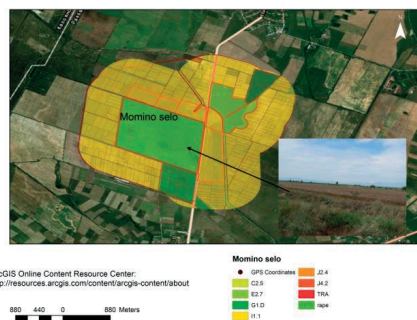 Momino selo
cGIS Online Content Resource Center:
p://resources.arcgis.com/content/arcgis-content/about
880 440 0 880 Meters
Momino selo
GPS Coordinates
C2.5
E2.7
G1.D
I1.1
J2.4
J4.2
TRA
rape